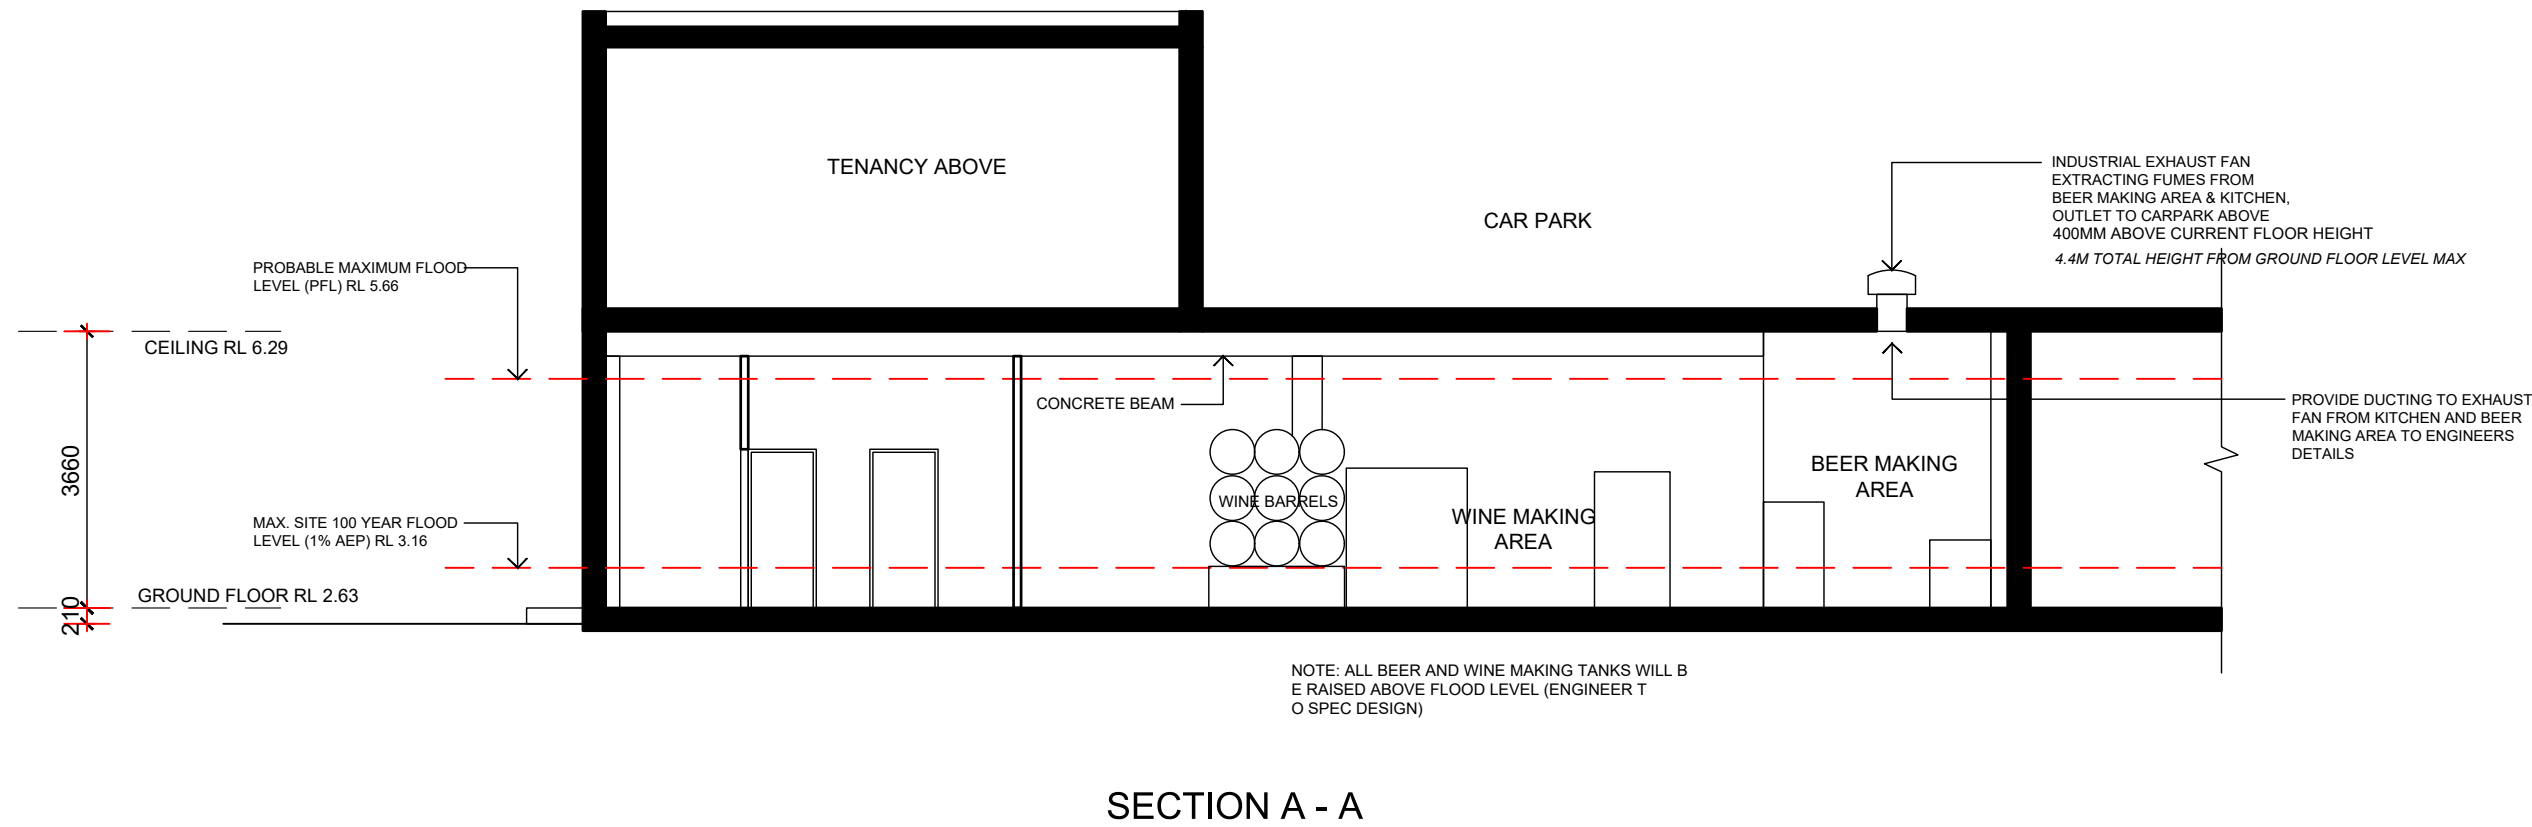 TENANCY ABOVE
CAR PARK
INDUSTRIAL EXHAUST FAN
EXTRACTING FUMES FROM
BEER MAKING AREA & KITCHEN,
OUTLET TO CARPARK ABOVE
400MM ABOVE CURRENT FLOOR HEIGHT
4.4M TOTAL HEIGHT FROM GROUND FLOOR LEVEL MAX
PROBABLE MAXIMUM FLOOD
LEVEL (PFL) RL 5.66
CEILING RL 6.29
CONCRETE BEAM
PROVIDE DUCTING TO EXHAUST
FAN FROM KITCHEN AND BEER
MAKING AREA TO ENGINEERS
DETAILS
3660
BEER MAKING
AREA
WINE BARRELS
WINE MAKING
AREA
MAX. SITE 100 YEAR FLOOD
LEVEL (1% AEP) RL 3.16
GROUND FLOOR RL 2.63
210
NOTE: ALL BEER AND WINE MAKING TANKS WILL B
E RAISED ABOVE FLOOD LEVEL (ENGINEER T
O SPEC DESIGN)
SECTION A - A